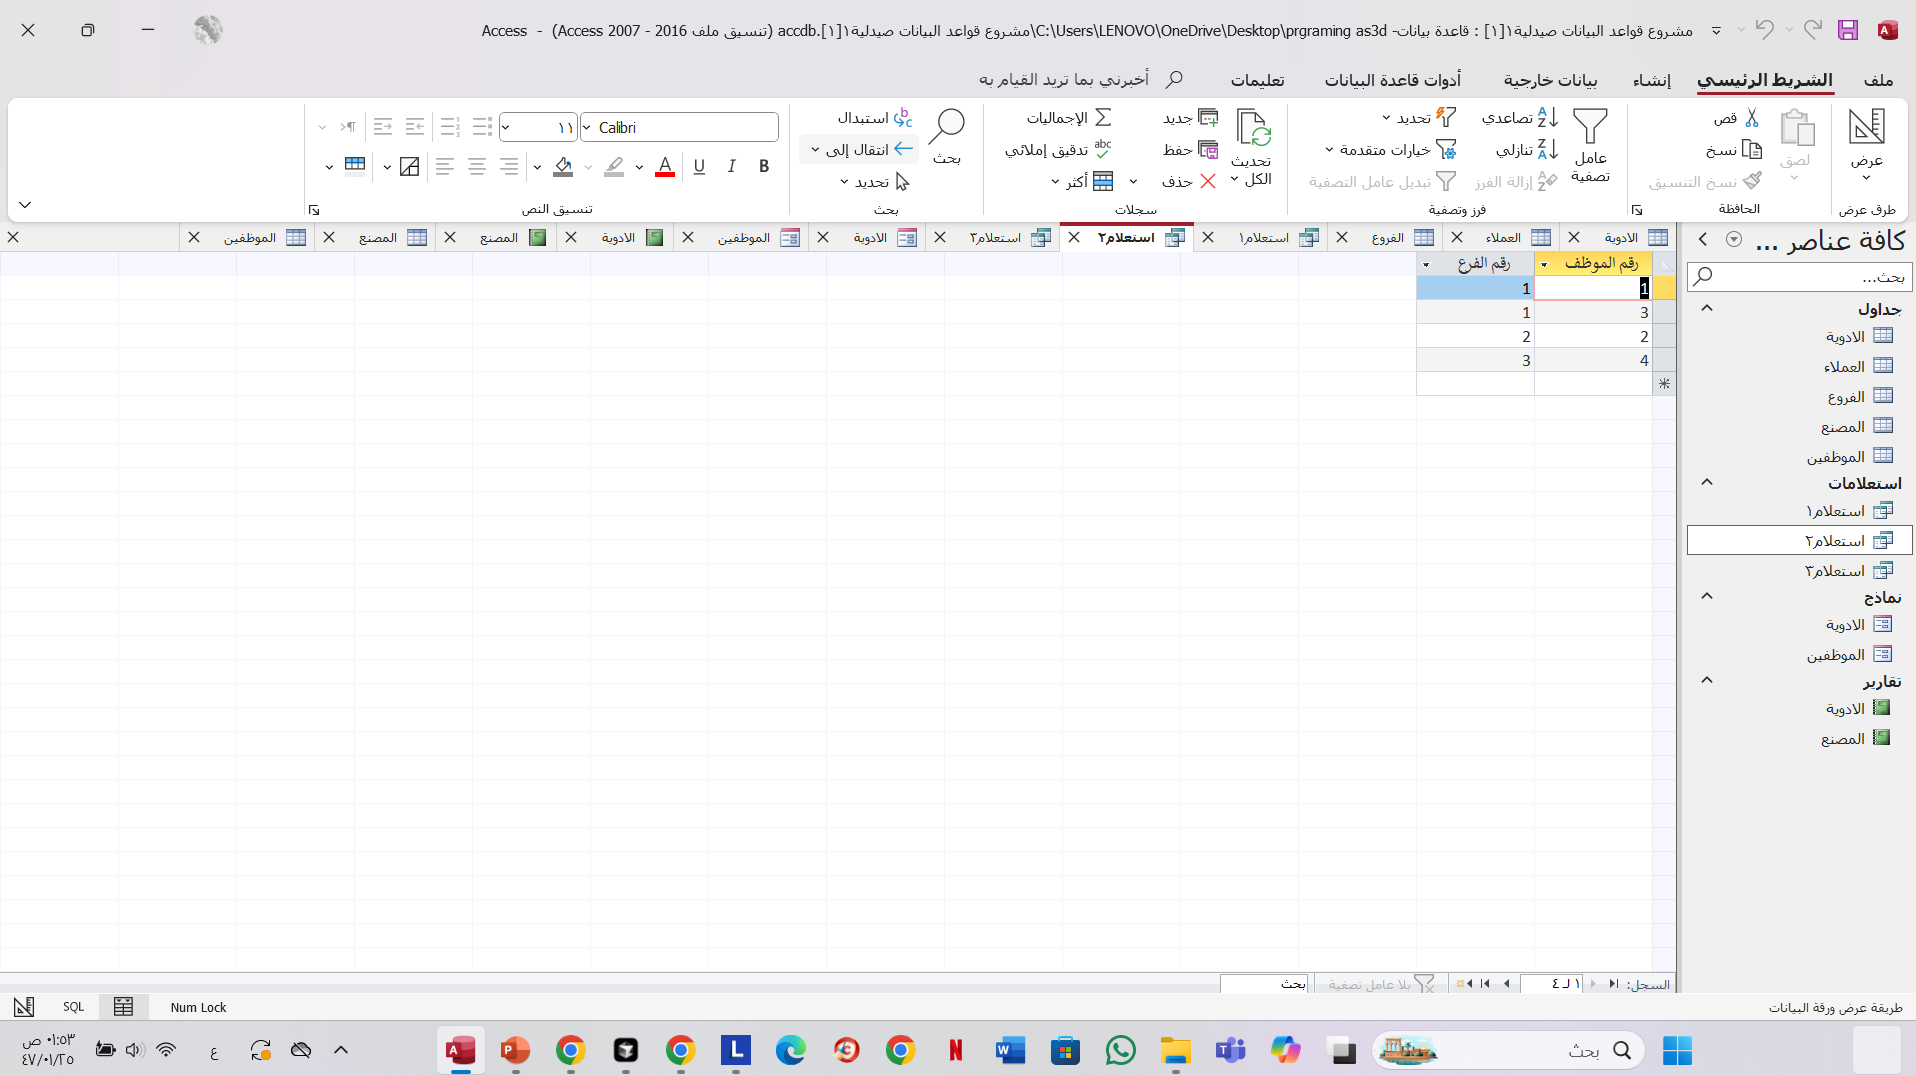 مشروع قواعد البيانات صيدلية١[١] : قاعدة بيانات- C:\Users\LENOVO\OneDrive\Desktop\prgraming as3d\مشروع قواعد البيانات صيدلية١[١].accdb (تنسيق ملف Access 2007 - 2016)  -  Access
ملف الشريط الرئيسي إنشاء بيانات خارجية أدوات قاعدة البيانات تعليمات أخبرني بما تريد القيام به
عرض
طرق عرض
لصق
قص
نسخ
نسخ التنسيق
الحافظة
عامل تصفية
تصاعدي
تنازلي
إزالة الفرز
تحديد
خيارات متقدمة
تبديل عامل التصفية
فرز وتصفية
تحديث الكل
جديد
حفظ
حذف
الإجماليات
تدقيق إملائي
أكثر
سجلات
بحث
استبدال
انتقال إلى
تحديد
بحث
Calibri ١١
B I U A
تنسيق النص
كافة عناصر ...
بحث...
جداول
الادوية
العملاء
الفروع
المصنع
الموظفين
استعلامات
استعلام١
استعلام٢
استعلام٣
نماذج
الادوية
الموظفين
تقارير
الادوية
المصنع
الادوية العملاء الفروع استعلام١ استعلام٢ استعلام٣ الادوية الموظفين الادوية المصنع المصنع الموظفين
رقم الموظف رقم الفرع
1 1
3 1
2 2
4 3
السجل: ١ لـ ٤ بلا عامل تصفية بحث
طريقة عرض ورقة البيانات Num Lock SQL
بحث
ع
٠١:٥٣ ص
٤٧/٠١/٢٥